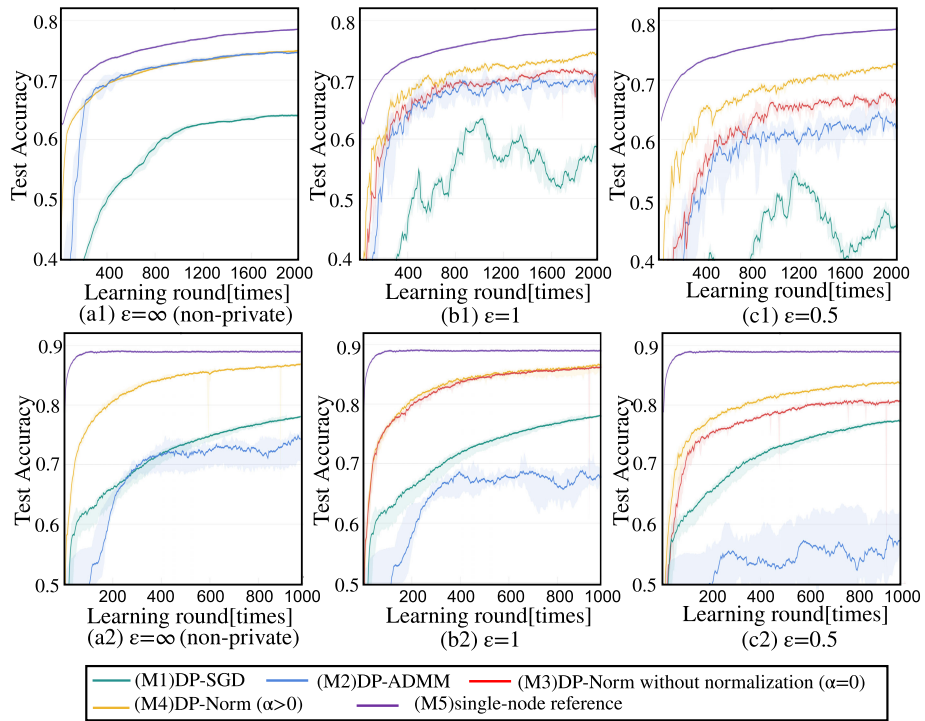 0.8
0.7
0.6
0.5
0.4
Test Accuracy
400 800 1200 1600 2000
Learning round[times]
(a1) ε=∞ (non-private)
0.8
0.7
0.6
0.5
0.4
Test Accuracy
400 800 1200 1600 2000
Learning round[times]
(b1) ε=1
0.8
0.7
0.6
0.5
0.4
Test Accuracy
400 800 1200 1600 2000
Learning round[times]
(c1) ε=0.5
0.9
0.8
0.7
0.6
0.5
Test Accuracy
200 400 600 800 1000
Learning round[times]
(a2) ε=∞ (non-private)
0.9
0.8
0.7
0.6
0.5
Test Accuracy
200 400 600 800 1000
Learning round[times]
(b2) ε=1
0.9
0.8
0.7
0.6
0.5
Test Accuracy
200 400 600 800 1000
Learning round[times]
(c2) ε=0.5
(M1)DP-SGD (M2)DP-ADMM (M3)DP-Norm without normalization (α=0)
(M4)DP-Norm (α>0) (M5)single-node reference